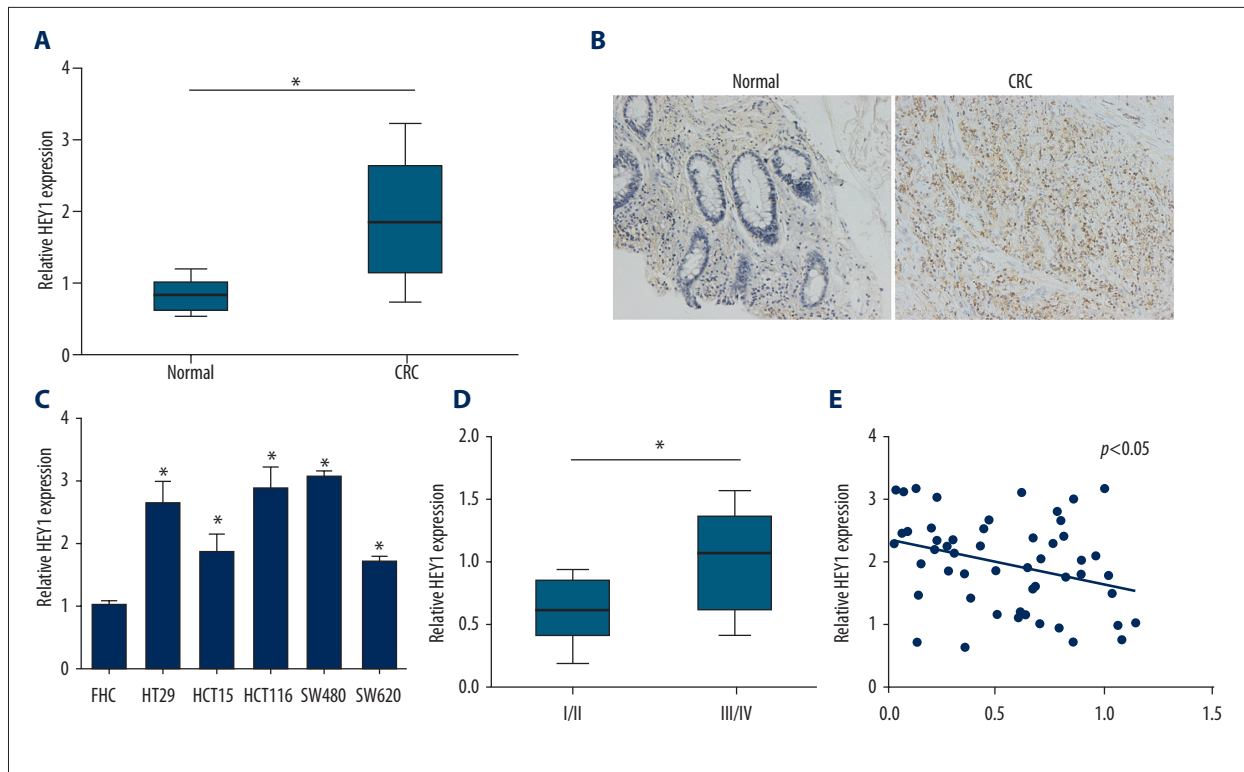 A
Relative HEY1 expression
4
3
2
1
0
*
Normal
CRC
B
Normal
CRC
C
Relative HEY1 expression
4
3
2
1
0
*
*
*
*
*
FHC
HT29
HCT15
HCT116
SW480
SW620
D
Relative HEY1 expression
2.0
1.5
1.0
0.5
0.0
*
I/II
III/IV
E
Relative HEY1 expression
4
3
2
1
0
p<0.05
0.0
0.5
1.0
1.5